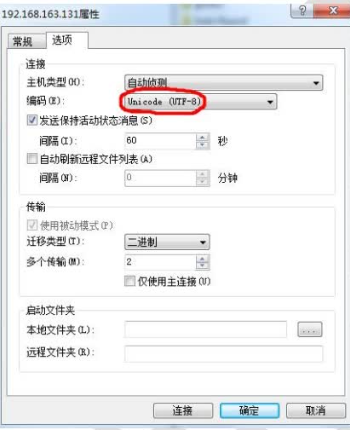 192.168.163.131属性
常规 选项
连接
主机类型(H): 自动侦测
编码(E): Unicode (UTF-8)
发送保持活动状态消息(S)
间隔(I): 60 秒
自动刷新远程文件列表(A)
间隔(N): 0 分钟
传输
使用被动模式(P)
迁移类型(T): 二进制
多个传输(M): 2
仅使用主连接(U)
启动文件夹
本地文件夹(L): ...
远程文件夹(R):
连接 确定 取消